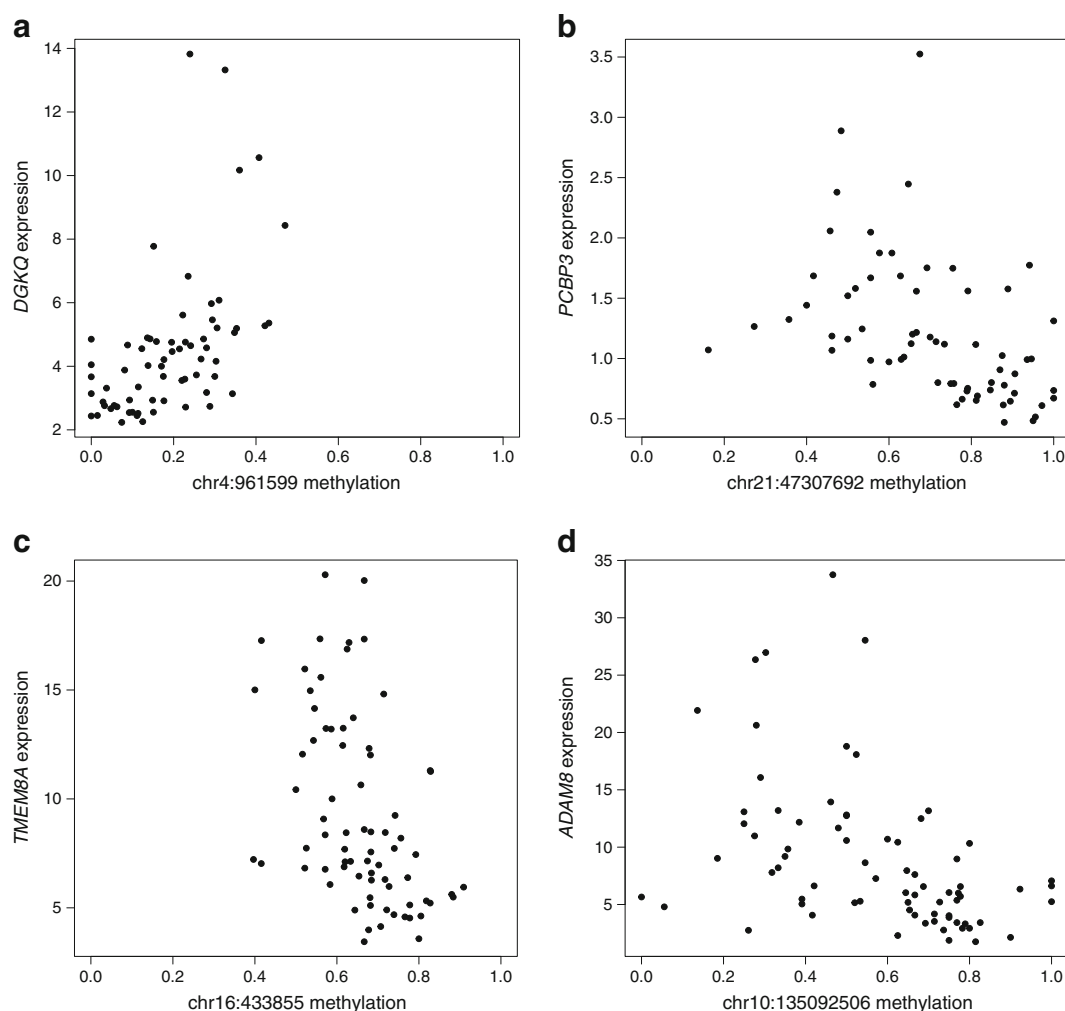 a
14
12
10
8
6
4
2
DGKQ expression
0.0 0.2 0.4 0.6 0.8 1.0
chr4:961599 methylation
b
3.5
3.0
2.5
2.0
1.5
1.0
0.5
PCBP3 expression
0.0 0.2 0.4 0.6 0.8 1.0
chr21:47307692 methylation
c
20
15
10
5
TMEM8A expression
0.0 0.2 0.4 0.6 0.8 1.0
chr16:433855 methylation
d
35
30
25
20
15
10
5
ADAM8 expression
0.0 0.2 0.4 0.6 0.8 1.0
chr10:135092506 methylation